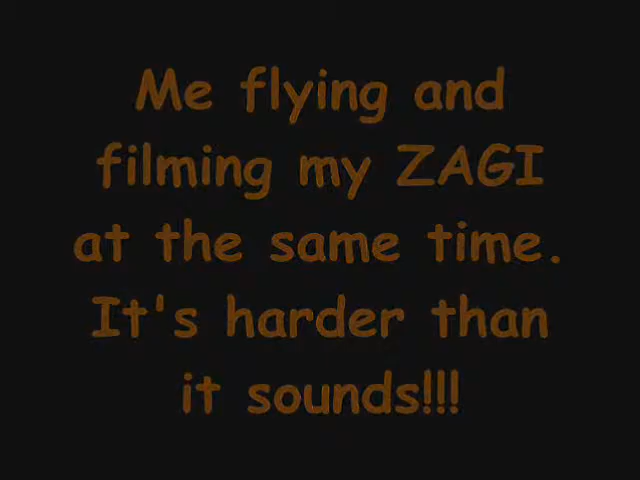 Me flying and
filming my ZAGI
at the same time.
It's harder than
it sounds!!!